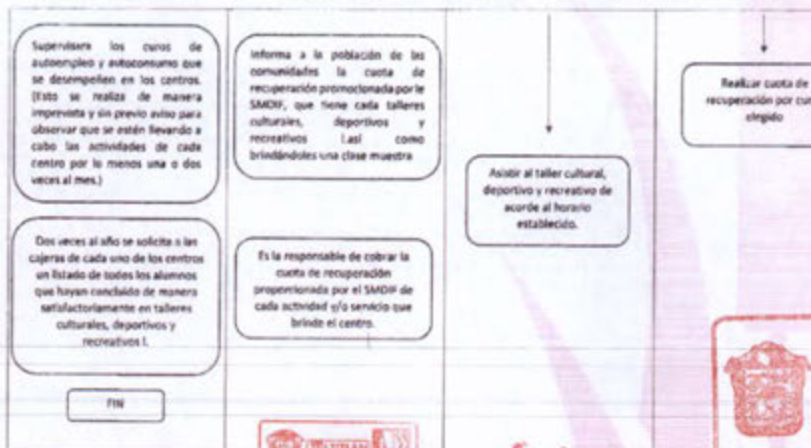 Supervisara los curos de
autoempleo y autoconsumo que
se desempeñen en los centros.
(Esto se realiza de manera
imprevista y sin previo aviso para
observar que se estén llevando a
cabo las actividades de cada
centro por lo menos una o dos
veces al mes.)
Dos veces al año se solicita a las
cajeras de cada uno de los centros
un listado de todos los alumnos
que hayan concluido de manera
satisfactoriamente en talleres
culturales, deportivos y
recreativos I.
FIN
Informa a la población de las
comunidades la cuota de
recuperación promocionada por le
SMDIF, que tiene cada talleres
culturales, deportivos y
recreativos I.así como
brindándoles una clase muestra
Es la responsable de cobrar la
cuota de recuperación
proporcionada por el SMDIF de
cada actividad y/o servicio que
brinde el centro.
Asistir al taller cultural,
deportivo y recreativo de
acorde al horario
establecido.
Realizar cuota de
recuperación por
elegido